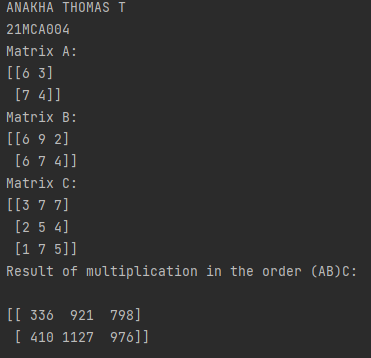 ANAKHA THOMAS T
21MCA004
Matrix A:
[[6 3]
 [7 4]]
Matrix B:
[[6 9 2]
 [6 7 4]]
Matrix C:
[[3 7 7]
 [2 5 4]
 [1 7 5]]
Result of multiplication in the order (AB)C:

[[ 336  921  798]
 [ 410 1127  976]]